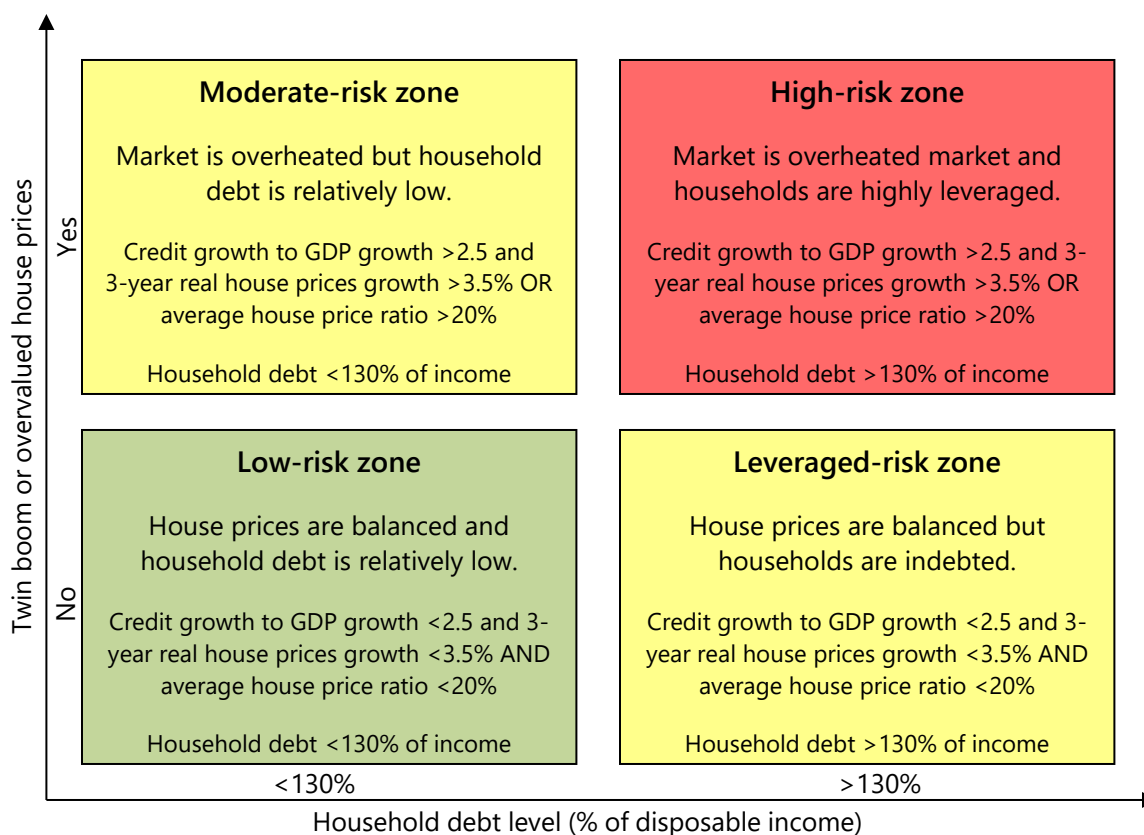 Twin boom or overvalued house prices
Yes
Moderate-risk zone
Market is overheated but household
debt is relatively low.
Credit growth to GDP growth >2.5 and
3-year real house prices growth >3.5% OR
average house price ratio >20%
Household debt <130% of income
High-risk zone
Market is overheated market and
households are highly leveraged.
Credit growth to GDP growth >2.5 and 3-
year real house prices growth >3.5% OR
average house price ratio >20%
Household debt >130% of income
No
Low-risk zone
House prices are balanced and
household debt is relatively low.
Credit growth to GDP growth <2.5 and 3-
year real house prices growth <3.5% AND
average house price ratio <20%
Household debt <130% of income
Leveraged-risk zone
House prices are balanced but
households are indebted.
Credit growth to GDP growth <2.5 and 3-
year real house prices growth <3.5% AND
average house price ratio <20%
Household debt >130% of income
<130%
>130%
Household debt level (% of disposable income)